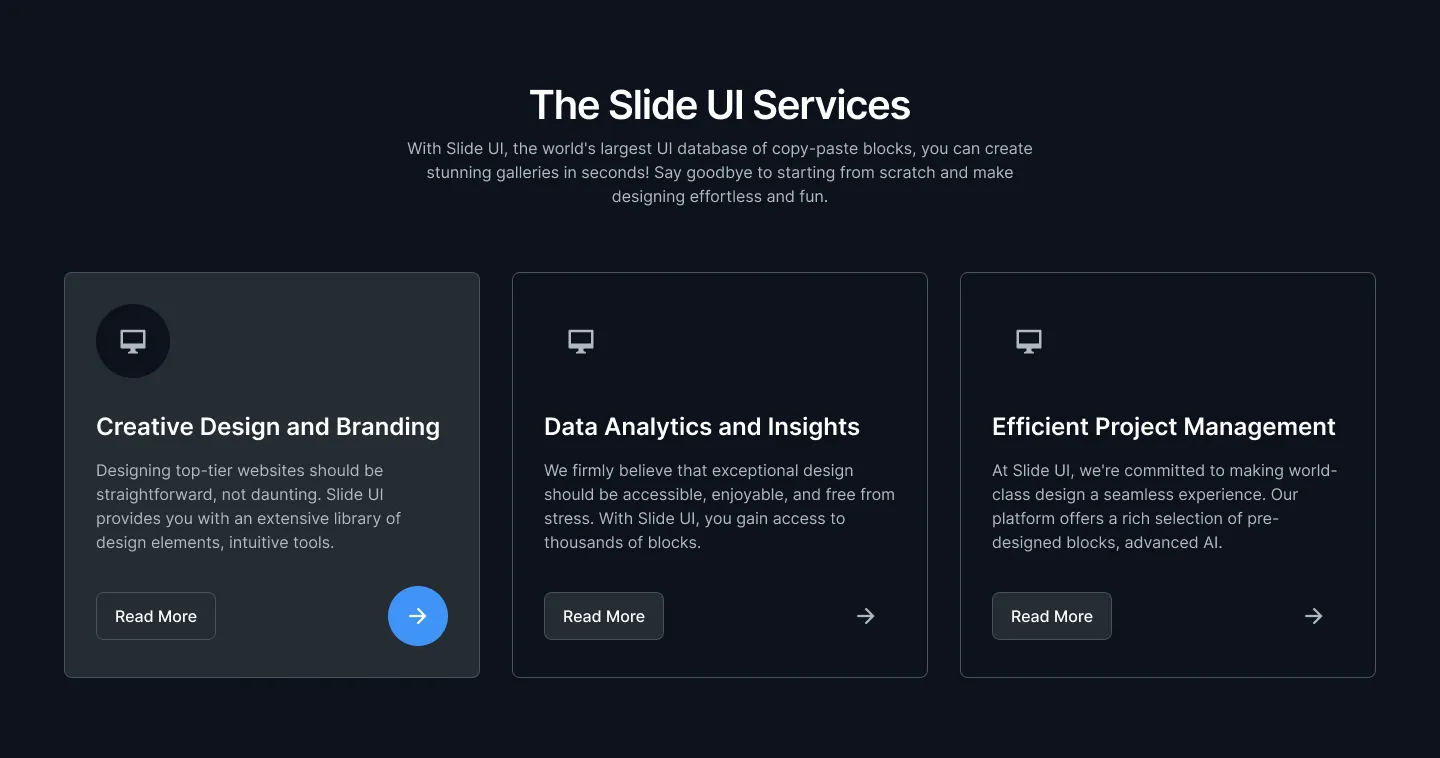 The Slide UI Services
With Slide UI, the world's largest UI database of copy-paste blocks, you can create
stunning galleries in seconds! Say goodbye to starting from scratch and make
designing effortless and fun.
Creative Design and Branding
Designing top-tier websites should be
straightforward, not daunting. Slide UI
provides you with an extensive library of
design elements, intuitive tools.
Read More
Data Analytics and Insights
We firmly believe that exceptional design
should be accessible, enjoyable, and free from
stress. With Slide UI, you gain access to
thousands of blocks.
Read More
Efficient Project Management
At Slide UI, we're committed to making world-
class design a seamless experience. Our
platform offers a rich selection of pre-
designed blocks, advanced AI.
Read More